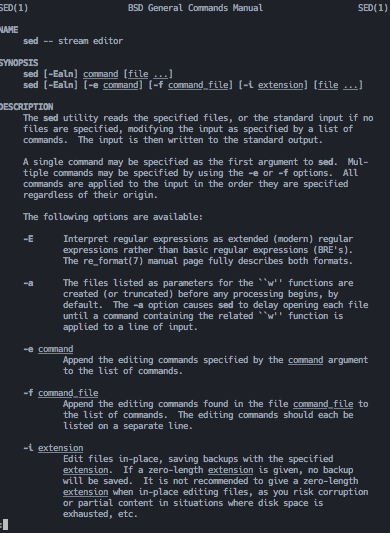 SED(1) BSD General Commands Manual SED(1)
NAME
sed -- stream editor
SYNOPSIS
sed [-Ealn] command [file ...]
sed [-Ealn] [-e command] [-f command_file] [-i extension] [file ...]
DESCRIPTION
The sed utility reads the specified files, or the standard input if no
files are specified, modifying the input as specified by a list of
commands. The input is then written to the standard output.
A single command may be specified as the first argument to sed. Mul-
tiple commands may be specified by using the -e or -f options. All
commands are applied to the input in the order they are specified
regardless of their origin.
The following options are available:
-E Interpret regular expressions as extended (modern) regular
expressions rather than basic regular expressions (BRE's).
The re_format(7) manual page fully describes both formats.
-a The files listed as parameters for the ``w'' functions are
created (or truncated) before any processing begins, by
default. The -a option causes sed to delay opening each file
until a command containing the related ``w'' function is
applied to a line of input.
-e command
Append the editing commands specified by the command argument
to the list of commands.
-f command_file
Append the editing commands found in the file command_file to
the list of commands. The editing commands should each be
listed on a separate line.
-i extension
Edit files in-place, saving backups with the specified
extension. If a zero-length extension is given, no backup
will be saved. It is not recommended to give a zero-length
extension when in-place editing files, as you risk corruption
or partial content in situations where disk space is
exhausted, etc.
: